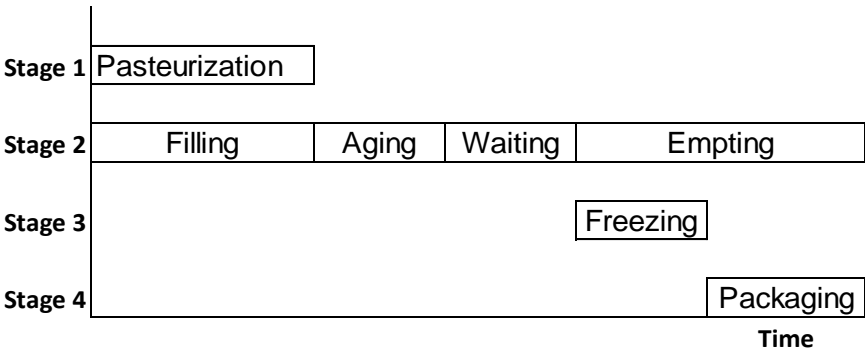 Stage 1 Pasteurization
Stage 2 Filling Aging Waiting Empting
Stage 3 Freezing
Stage 4 Packaging
Time